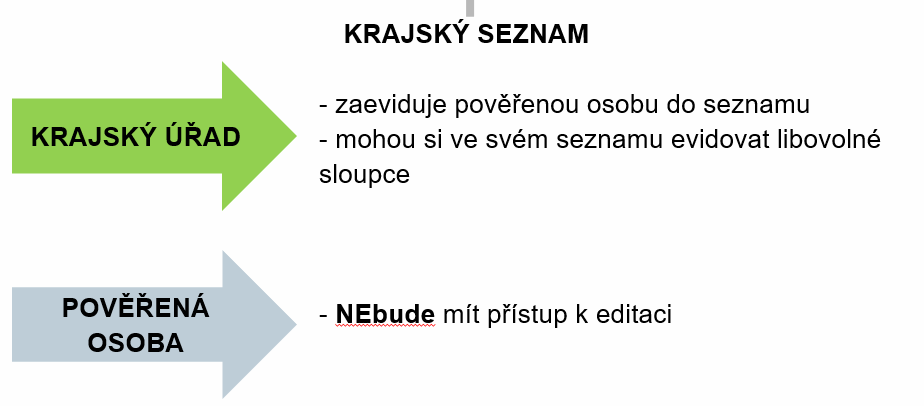 KRAJSKÝ SEZNAM
KRAJSKÝ ÚŘAD
- zaeviduje pověřenou osobu do seznamu
- mohou si ve svém seznamu evidovat libovolné
sloupce
POVĚŘENÁ
OSOBA
- NEbude mít přístup k editaci